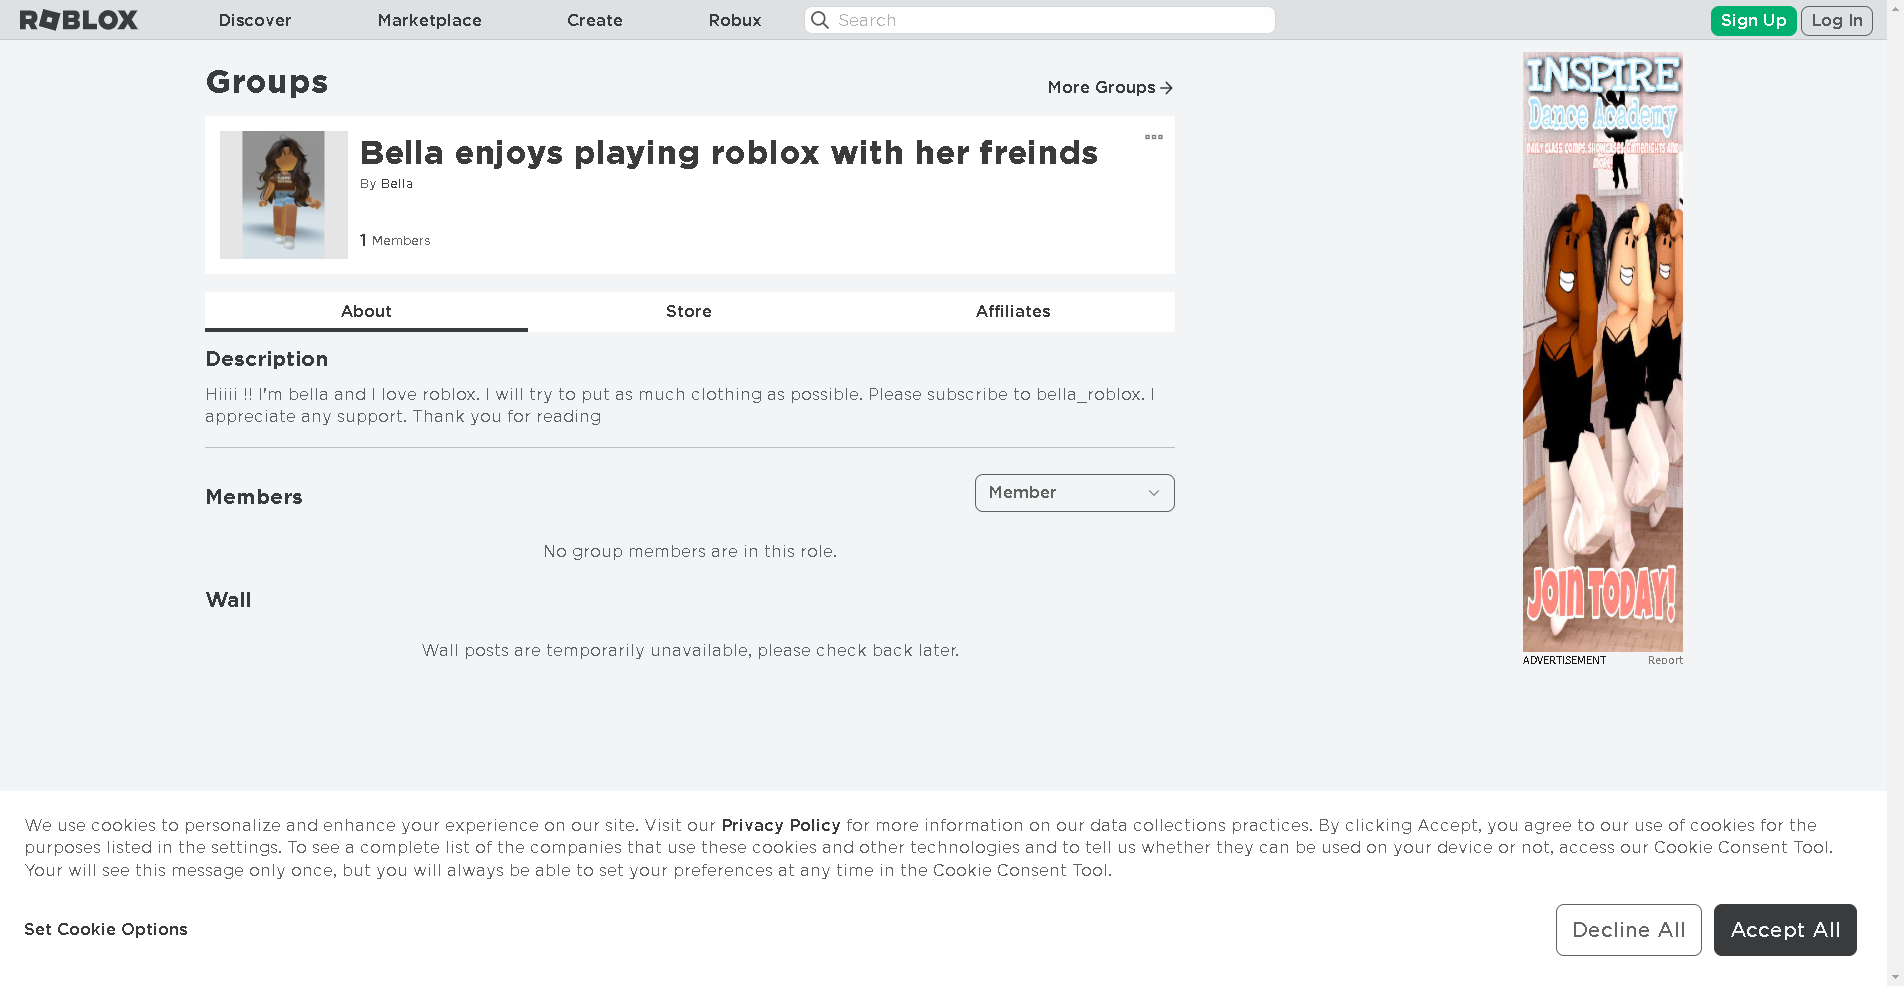 ROBLOX Discover Marketplace Create Robux Search Sign Up Log In
Groups
More Groups
Bella enjoys playing roblox with her freinds
By Bella
1 Members
About Store Affiliates
Description
Hiiii !! I'm bella and I love roblox. I will try to put as much clothing as possible. Please subscribe to bella_roblox. I
appreciate any support. Thank you for reading
Members
Member
No group members are in this role.
Wall
Wall posts are temporarily unavailable, please check back later.
INSPIRE
Dance Academy
DAILY CLASS, COMPS, SHOWCASES, GAMENIGHTS AND
MORE!
JOIN TODAY!
ADVERTISEMENT Report
We use cookies to personalize and enhance your experience on our site. Visit our Privacy Policy for more information on our data collections practices. By clicking Accept, you agree to our use of cookies for the
purposes listed in the settings. To see a complete list of the companies that use these cookies and other technologies and to tell us whether they can be used on your device or not, access our Cookie Consent Tool.
Your will see this message only once, but you will always be able to set your preferences at any time in the Cookie Consent Tool.
Set Cookie Options
Decline All Accept All